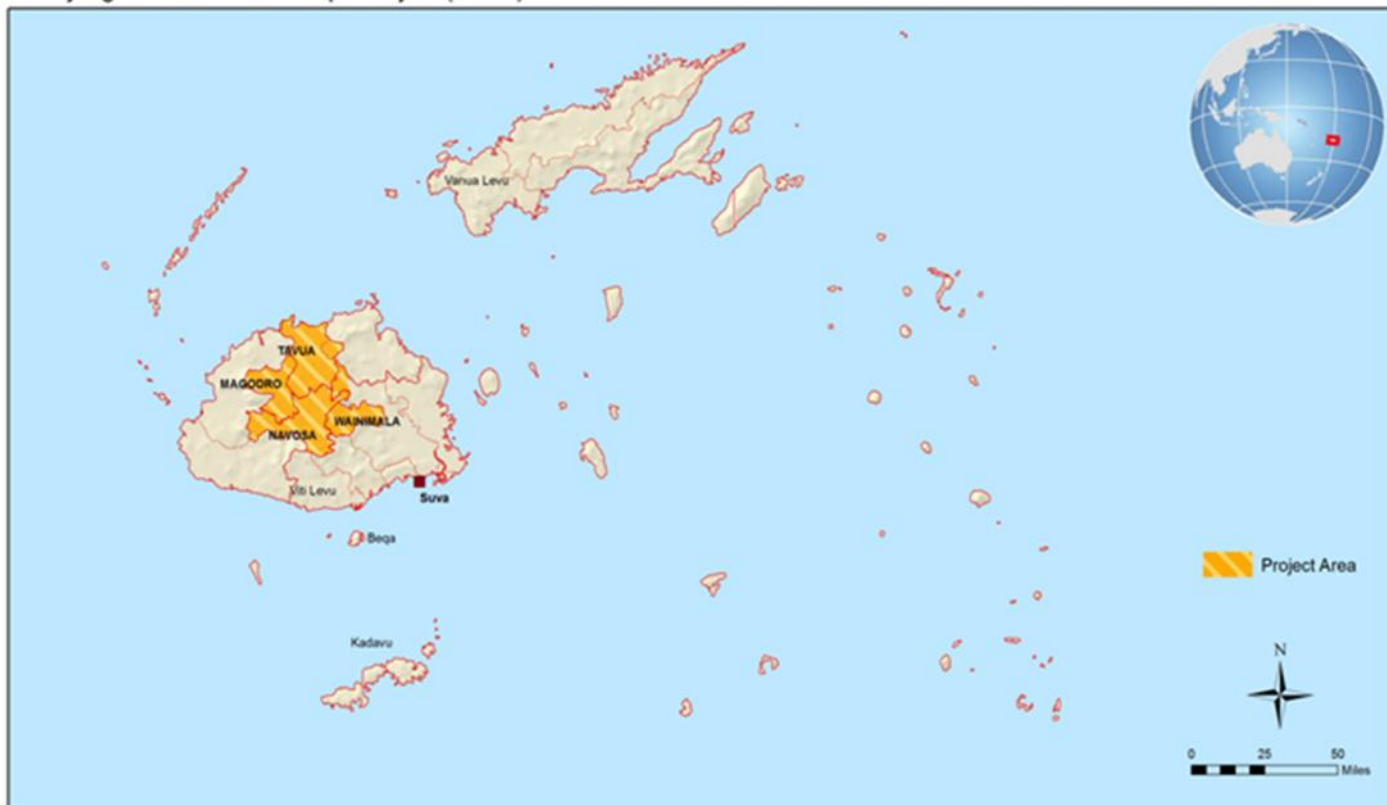 Vanua Levu
TAVUA
MAGODRO
WAINIMALA
NAVOSA
Viti Levu
Suva
Beqa
Project Area
Kadavu
N
0 25 50
Miles